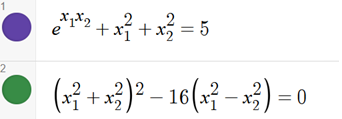 1
e^{x_1 x_2} + x_1^2 + x_2^2 = 5
2
(x_1^2 + x_2^2)^2 − 16(x_1^2 − x_2^2) = 0